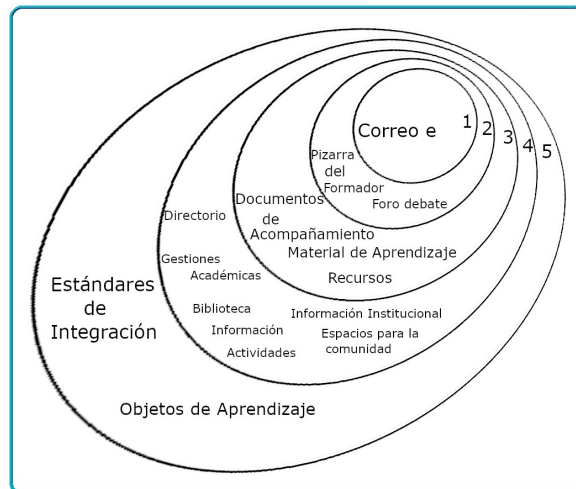 Correo e
1
2
3
4
5
Pizarra
del
Formador
Foro debate
Documentos
de
Acompañamiento
Material de Aprendizaje
Recursos
Directorio
Gestiones
Académicas
Biblioteca
Información
Actividades
Información Institucional
Espacios para la
comunidad
Estándares
de
Integración
Objetos de Aprendizaje